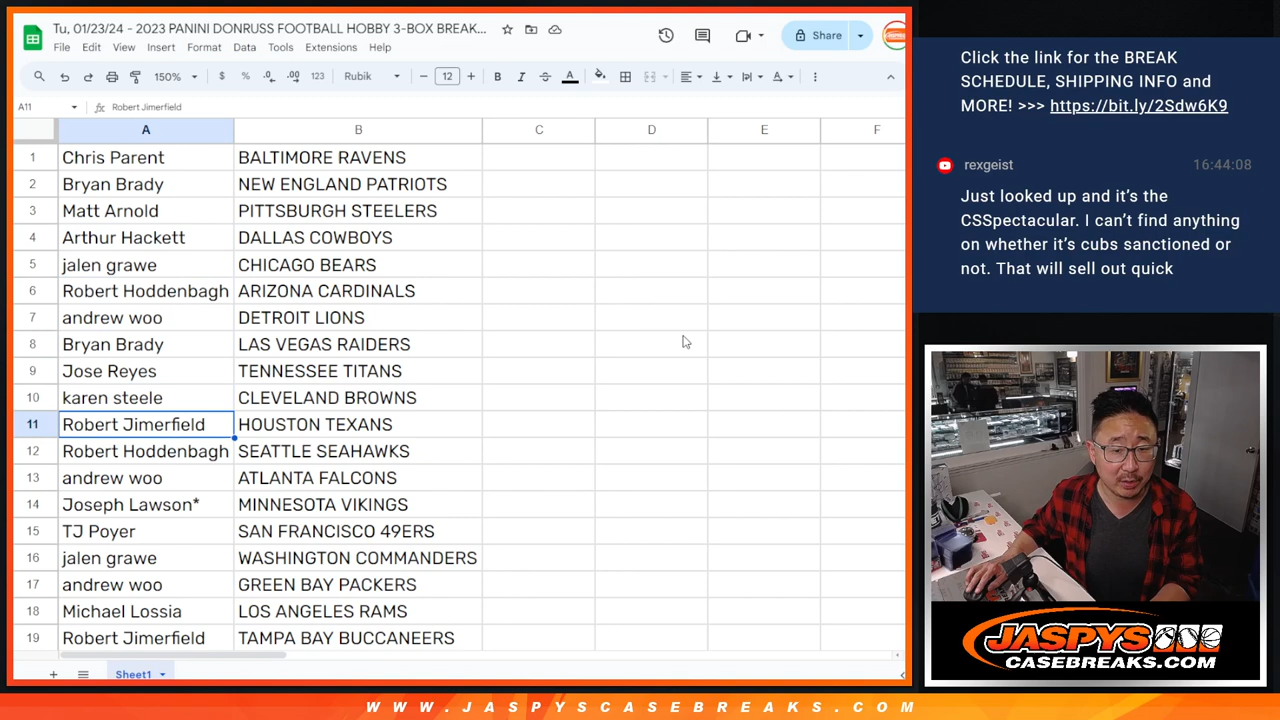 Tu, 01/23/24 - 2023 PANINI DONRUSS FOOTBALL HOBBY 3-BOX BREAK...
File Edit View Insert Format Data Tools Extensions Help
Share
150% $ % .0 .00 123 Rubik 12 B I A
A11 fx Robert Jimerfield
A B C D E F
1 Chris Parent BALTIMORE RAVENS
2 Bryan Brady NEW ENGLAND PATRIOTS
3 Matt Arnold PITTSBURGH STEELERS
4 Arthur Hackett DALLAS COWBOYS
5 jalen grawe CHICAGO BEARS
6 Robert Hoddenbagh ARIZONA CARDINALS
7 andrew woo DETROIT LIONS
8 Bryan Brady LAS VEGAS RAIDERS
9 Jose Reyes TENNESSEE TITANS
10 karen steele CLEVELAND BROWNS
11 Robert Jimerfield HOUSTON TEXANS
12 Robert Hoddenbagh SEATTLE SEAHAWKS
13 andrew woo ATLANTA FALCONS
14 Joseph Lawson* MINNESOTA VIKINGS
15 TJ Poyer SAN FRANCISCO 49ERS
16 jalen grawe WASHINGTON COMMANDERS
17 andrew woo GREEN BAY PACKERS
18 Michael Lossia LOS ANGELES RAMS
19 Robert Jimerfield TAMPA BAY BUCCANEERS
Sheet1
Click the link for the BREAK
SCHEDULE, SHIPPING INFO and
MORE! >>> https://bit.ly/2Sdw6K9
rexgeist 16:44:08
Just looked up and it's the
CSSpectacular. I can't find anything
on whether it's cubs sanctioned or
not. That will sell out quick
JASPYS
CASEBREAKS.COM
WWW.JASPYSCASEBREAKS.COM